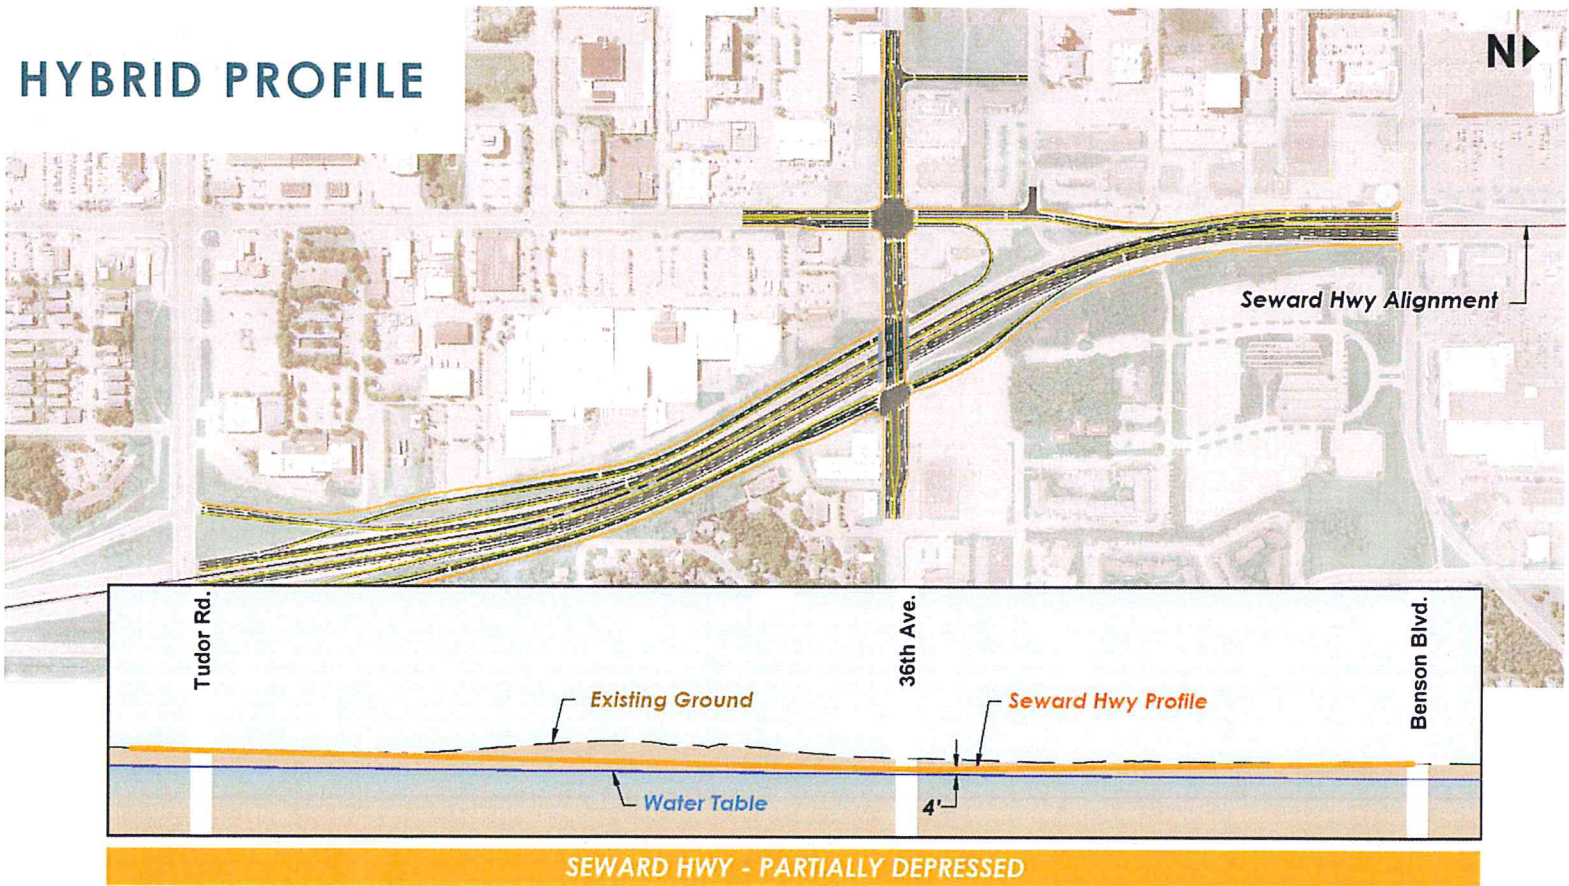 HYBRID PROFILE
N
Seward Hwy Alignment
Tudor Rd.
36th Ave.
Benson Blvd.
Existing Ground
Seward Hwy Profile
Water Table
4'
SEWARD HWY - PARTIALLY DEPRESSED